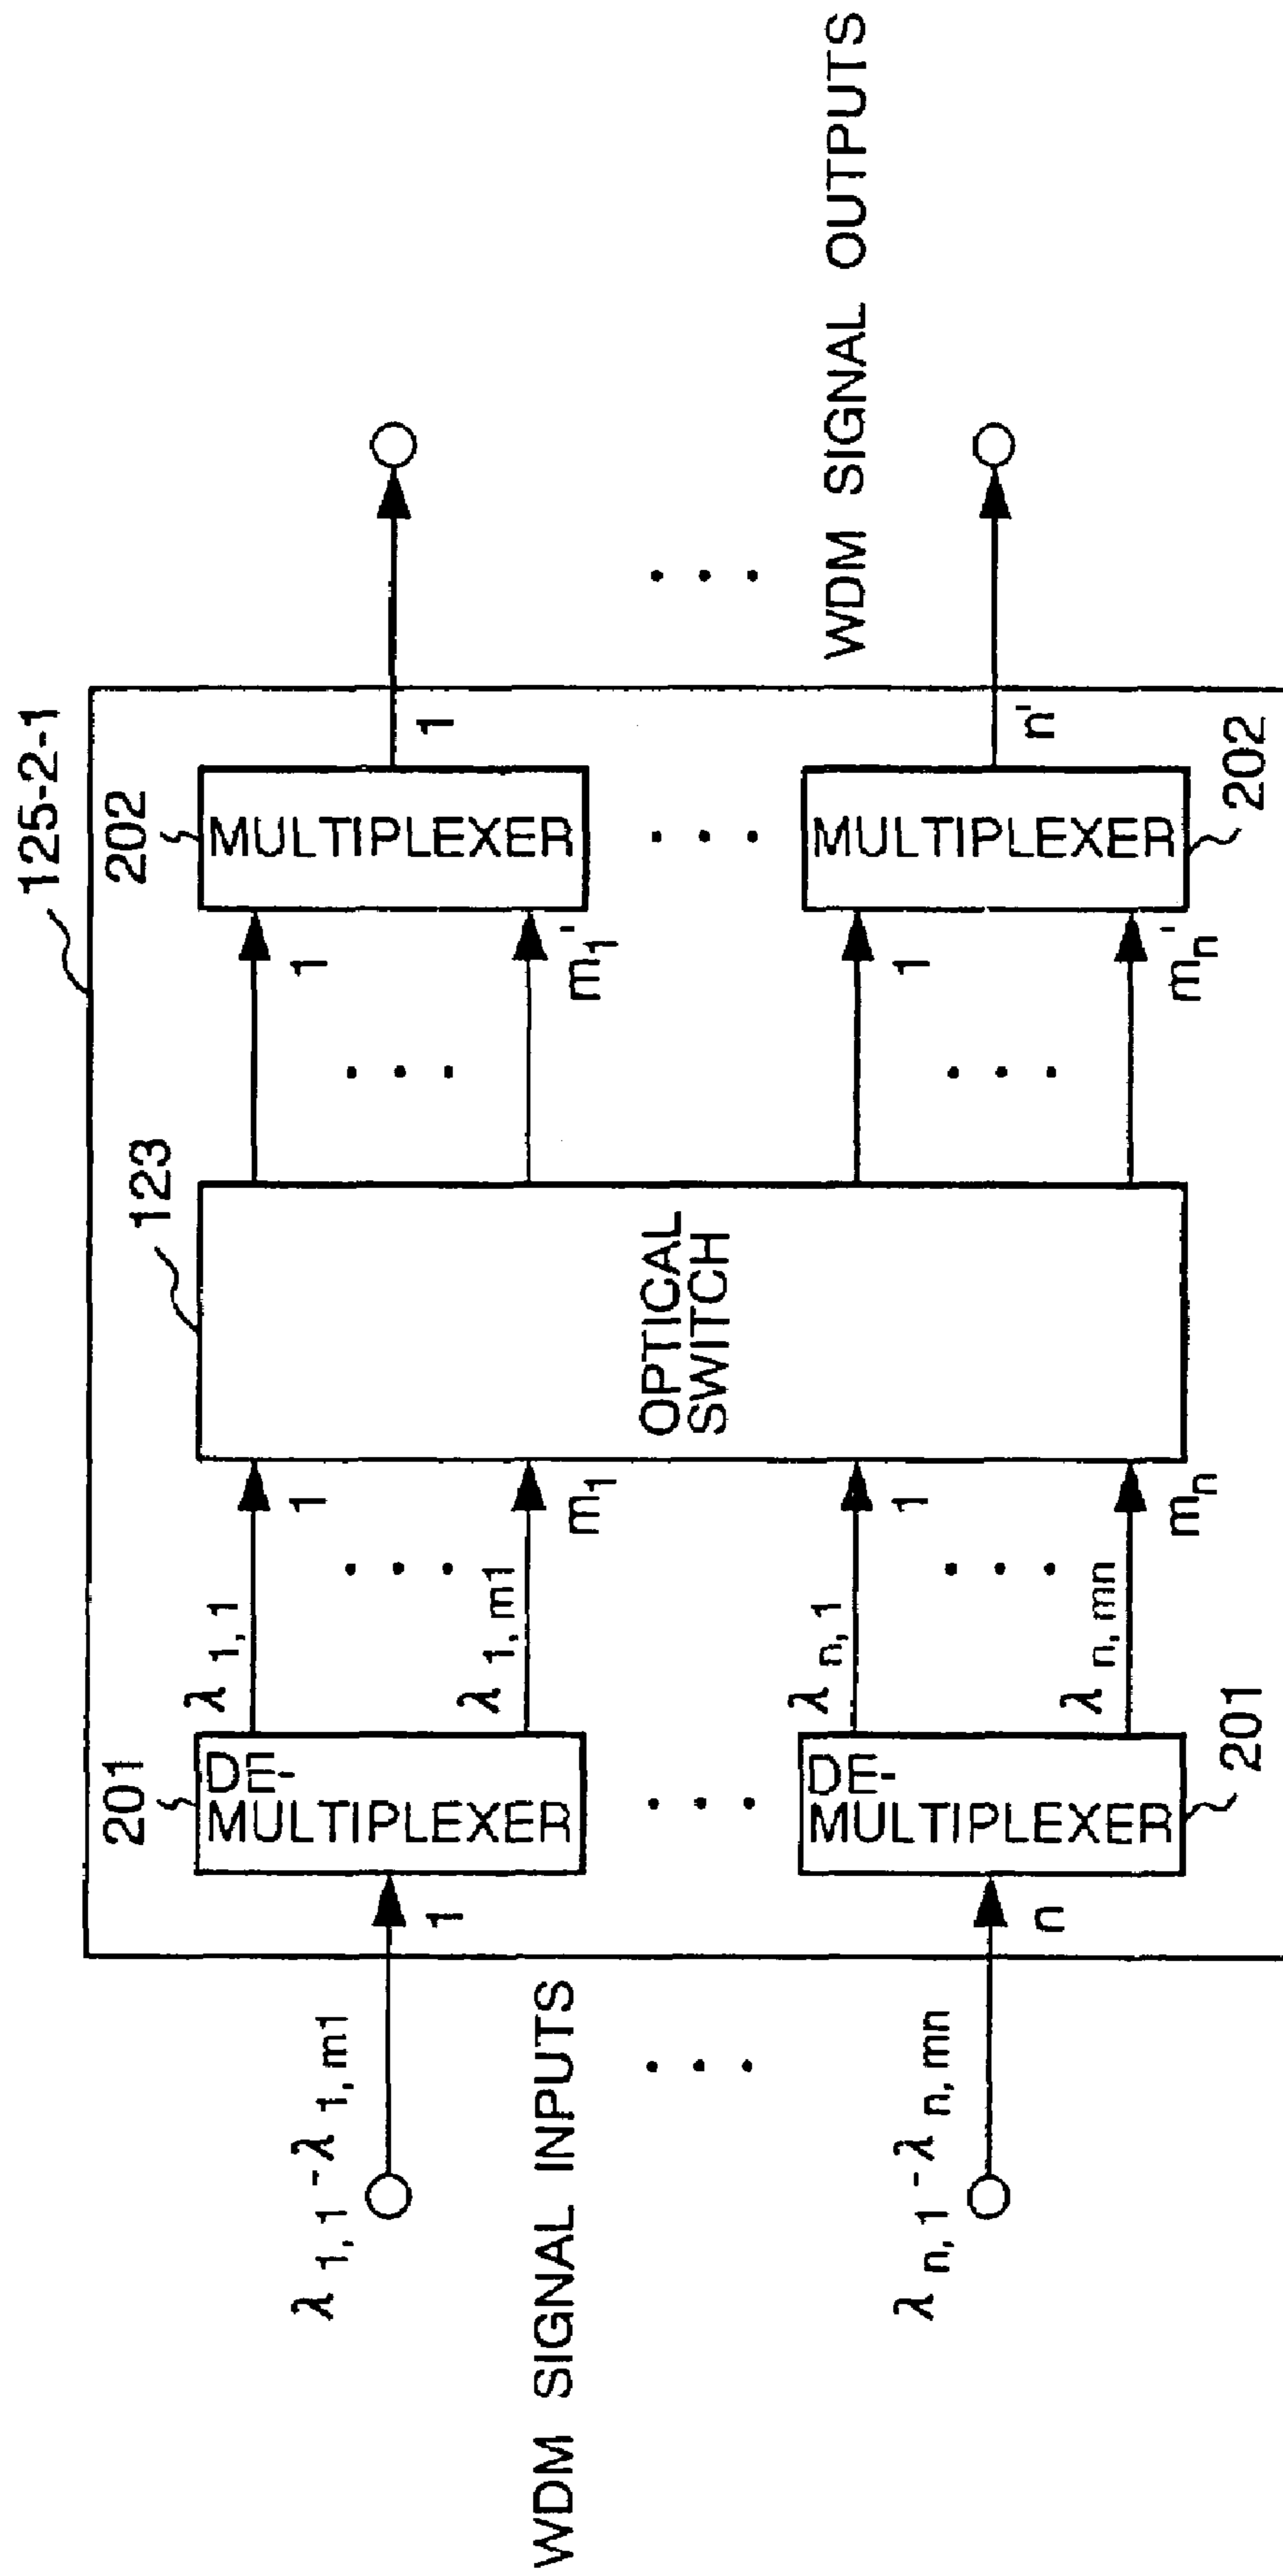 125-2-1
201
DE-
MULTIPLEXER
λ1,1
λ1,m1
1
m1
123
OPTICAL
SWITCH
1
m1'
202
MULTIPLEXER
1
λ1,1-λ1,m1
1
WDM SIGNAL INPUTS
. . .
λn,1-λn,mn
n
DE-
MULTIPLEXER
201
λn,1
λn,mn
1
mn
1
mn'
MULTIPLEXER
202
n'
WDM SIGNAL OUTPUTS